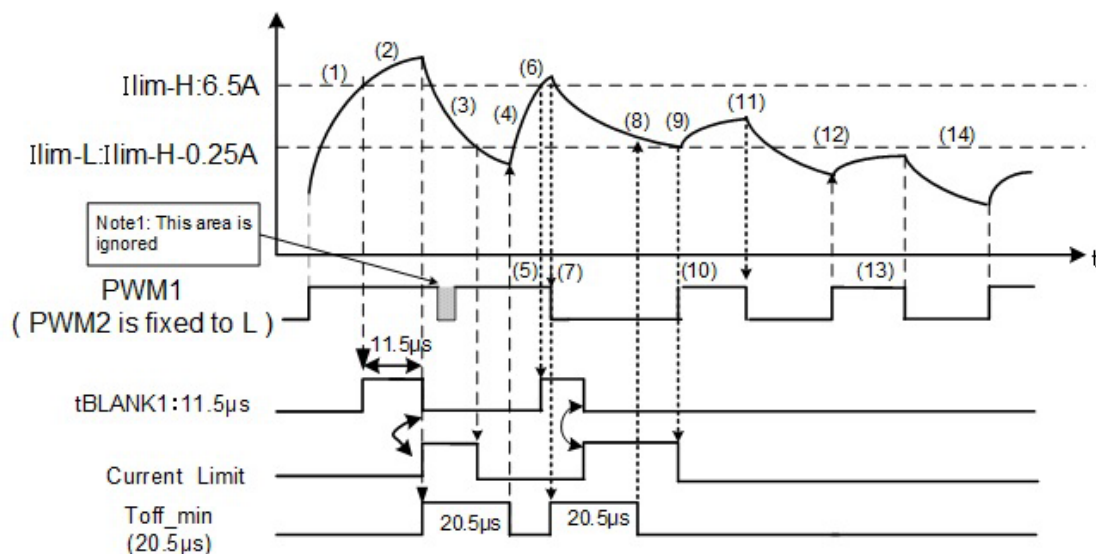 (1)
(2)
(3)
(4)
(6)
(8)
(9)
(11)
(12)
(14)
Ilim-H:6.5A
Ilim-L:Ilim-H-0.25A
Note1: This area is
ignored
t
(5)
(7)
(10)
(13)
PWM1
( PWM2 is fixed to L )
11.5µs
tBLANK1:11.5µs
Current Limit
Toff_min
(20.5µs)
20.5µs
20.5µs